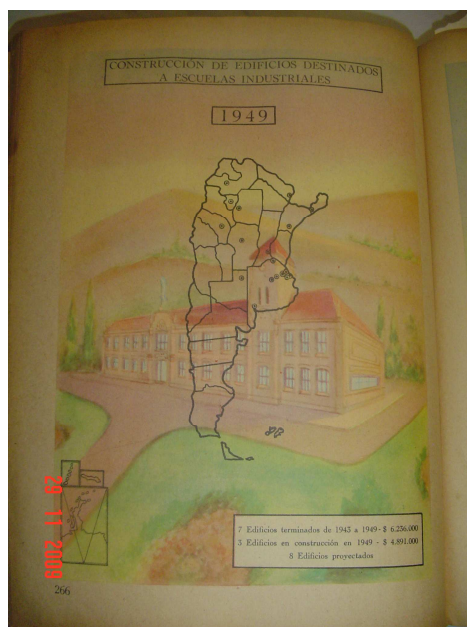 CONSTRUCCIÓN DE EDIFICIOS DESTINADOS
A ESCUELAS INDUSTRIALES
1949
7 Edificios terminados de 1943 a 1949 - $ 6.236.000
3 Edificios en construcción en 1949 - $ 4.891.000
8 Edificios proyectados
29 11 2009
266